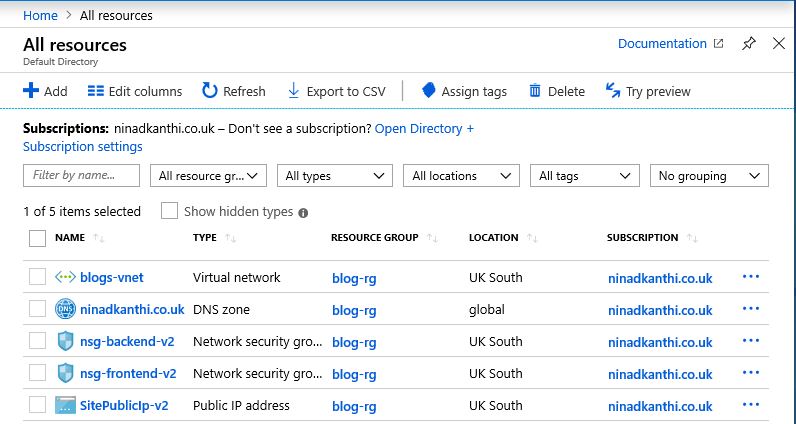 Home > All resources
All resources
Default Directory
Documentation
Add Edit columns Refresh Export to CSV Assign tags Delete Try preview
Subscriptions: ninadkanthi.co.uk – Don't see a subscription? Open Directory +
Subscription settings
Filter by name... All resource gr... All types All locations All tags No grouping
1 of 5 items selected Show hidden types
NAME TYPE RESOURCE GROUP LOCATION SUBSCRIPTION
blogs-vnet Virtual network blog-rg UK South ninadkanthi.co.uk
DNS ninadkanthi.co.uk DNS zone blog-rg global ninadkanthi.co.uk
nsg-backend-v2 Network security gro... blog-rg UK South ninadkanthi.co.uk
nsg-frontend-v2 Network security gro... blog-rg UK South ninadkanthi.co.uk
SitePublicIp-v2 Public IP address blog-rg UK South ninadkanthi.co.uk